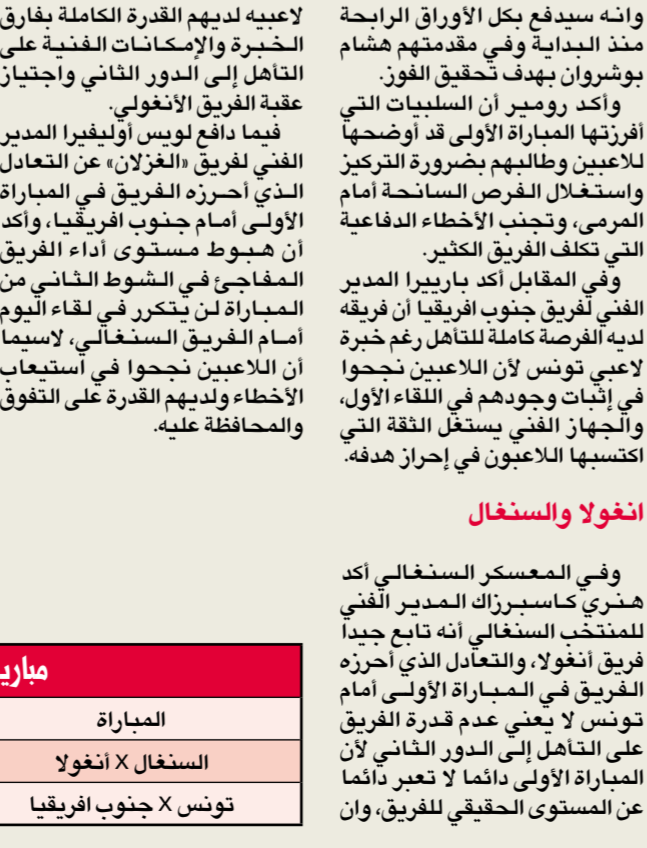 وانه سيدفع بكل الأوراق الرابحة
منذ البداية وفي مقدمتهم هشام
بوشروان بهدف تحقيق الفوز.
وأكد رومير أن السلبيات التي
أفرزتها المباراة الأولى قد أوضحها
للاعبين وطالبهم بضرورة التركيز
واستغلال الفرص السانحة أمام
المرمى، وتجنب الأخطاء الدفاعية
التي تكلف الفريق الكثير.
وفي المقابل أكد بارييرا المدير
الفني لفريق جنوب افريقيا أن فريقه
لديه الفرصة كاملة للتأهل رغم خبرة
لاعبي تونس لأن اللاعبين نجحوا
في إثبات وجودهم في اللقاء الأول،
والجهاز الفني يستغل الثقة التي
اكتسبها اللاعبون في إحراز هدفه.
انغولا والسنغال
وفي المعسكر السنغالي أكد
هنري كاسبرزاك المدير الفني
للمنتخب السنغالي أنه تابع جيدا
فريق أنغولا، والتعادل الذي أحرزه
الفريق في المباراة الأولى أمام
تونس لا يعني عدم قدرة الفريق
على التأهل إلى الدور الثاني لأن
المباراة الأولى دائما لا تعبر دائما
عن المستوى الحقيقي للفريق، وان
لاعبيه لديهم القدرة الكاملة بفارق
الخبرة والإمكانات الفنية على
التأهل إلى الدور الثاني واجتياز
عقبة الفريق الأنغولي.
فيما دافع لويس أوليفيرا المدير
الفني لفريق «الغزلان» عن التعادل
الذي أحرزه الفريق في المباراة
الأولى أمام جنوب افريقيا، وأكد
أن هبوط مستوى أداء الفريق
المفاجئ في الشوط الثاني من
المباراة لن يتكرر في لقاء اليوم
أمام الفريق السنغالي، لاسيما
أن اللاعبين نجحوا في استيعاب
الأخطاء ولديهم القدرة على التفوق
والمحافظة عليه.
المباراة
السنغال X أنغولا
تونس X جنوب افريقيا